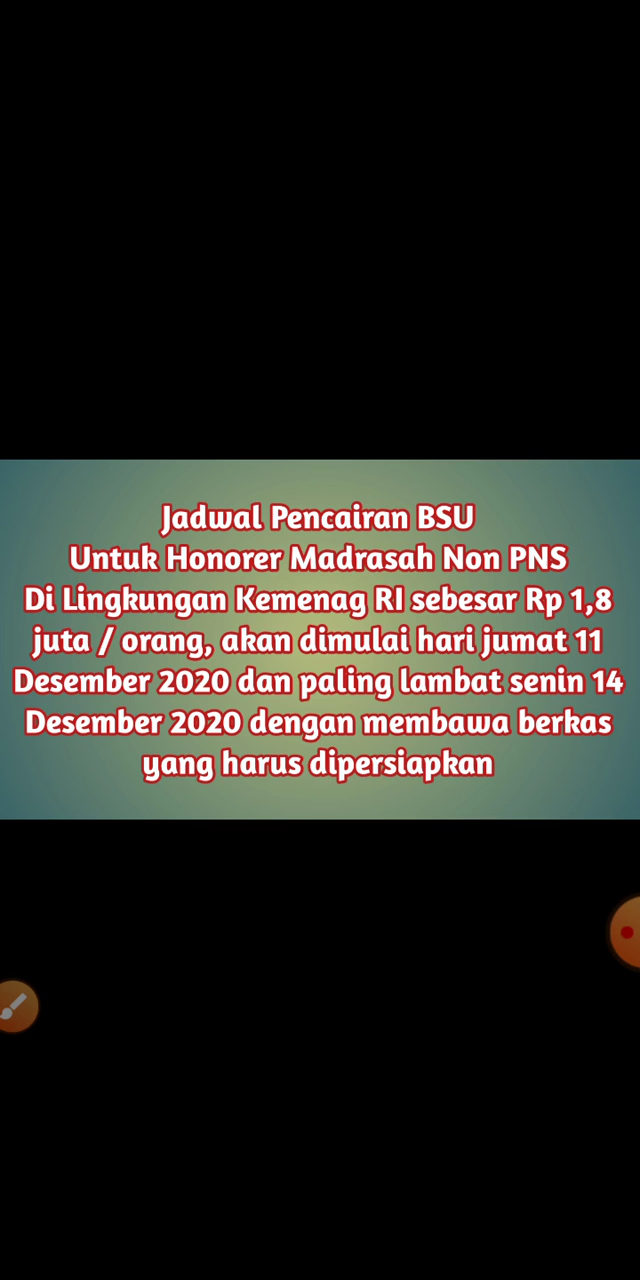 Jadwal Pencairan BSU
Untuk Honorer Madrasah Non PNS
Di Lingkungan Kemenag RI sebesar Rp 1,8
juta / orang, akan dimulai hari jumat 11
Desember 2020 dan paling lambat senin 14
Desember 2020 dengan membawa berkas
yang harus dipersiapkan